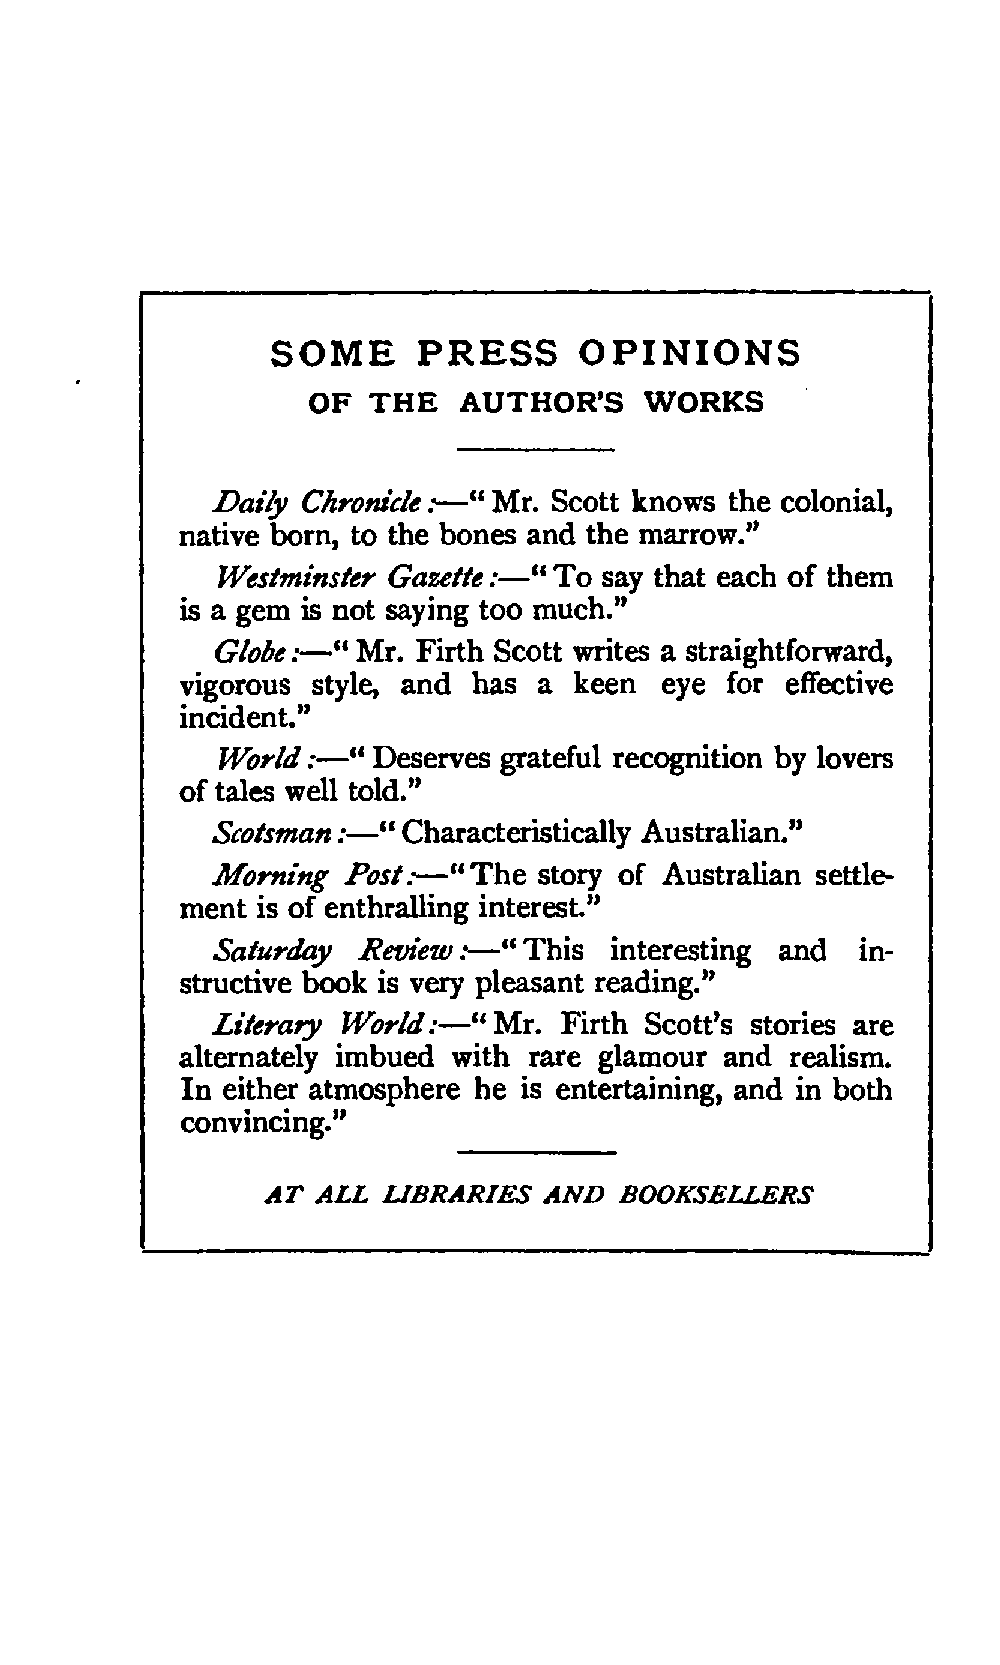 SOME PRESS OPINIONS
OF THE AUTHOR'S WORKS
Daily Chronicle:—“Mr. Scott knows the colonial,
native born, to the bones and the marrow.”
Westminster Gazette:—“To say that each of them
is a gem is not saying too much.”
Globe:—“Mr. Firth Scott writes a straightforward,
vigorous style, and has a keen eye for effective
incident.”
World:—“Deserves grateful recognition by lovers
of tales well told.”
Scotsman:—“Characteristically Australian.”
Morning Post:—“The story of Australian settle-
ment is of enthralling interest.”
Saturday Review:—“This interesting and in-
structive book is very pleasant reading.”
Literary World:—“Mr. Firth Scott's stories are
alternately imbued with rare glamour and realism.
In either atmosphere he is entertaining, and in both
convincing.”
AT ALL LIBRARIES AND BOOKSELLERS